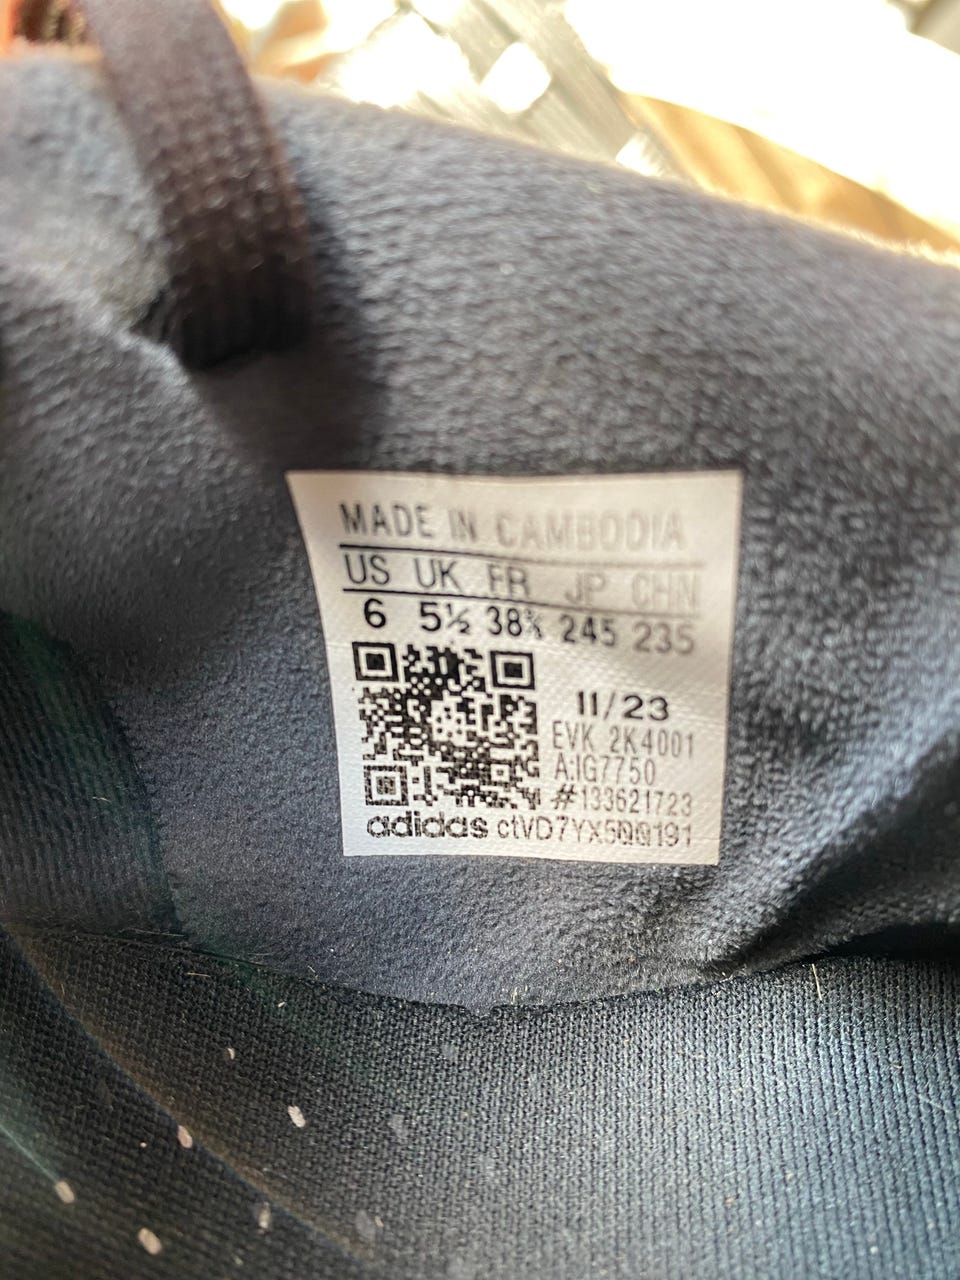 MADE IN CAMBODIA
US UK FR JP CHN
6 5½ 38⅔ 245 235
11/23
EVK 2K4001
A:IG7750
#133621723
adidas ctVD7YX5QQ191